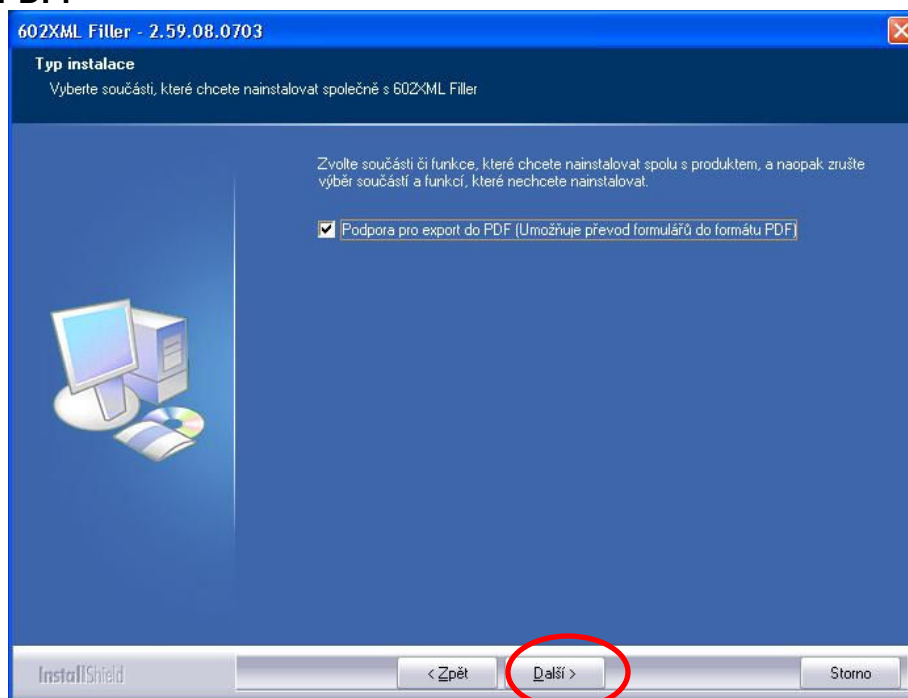 602XML Filler - 2.59.08.0703
Typ instalace
Vyberte součásti, které chcete nainstalovat společně s 602XML Filler
Zvolte součásti či funkce, které chcete nainstalovat spolu s produktem, a naopak zrušte
výběr součástí a funkcí, které nechcete nainstalovat.
Podpora pro export do PDF (Umožňuje převod formulářů do formátu PDF)
InstallShield
< Zpět
Další >
Storno